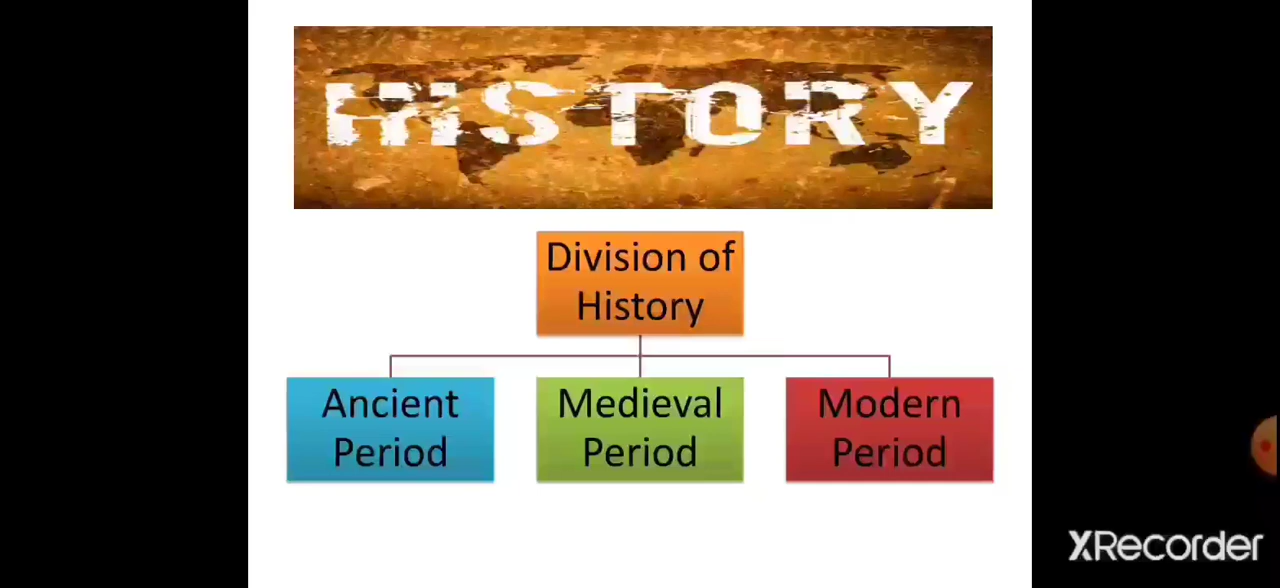 HISTORY
Division of
History
Ancient
Period
Medieval
Period
Modern
Period
XRecorder